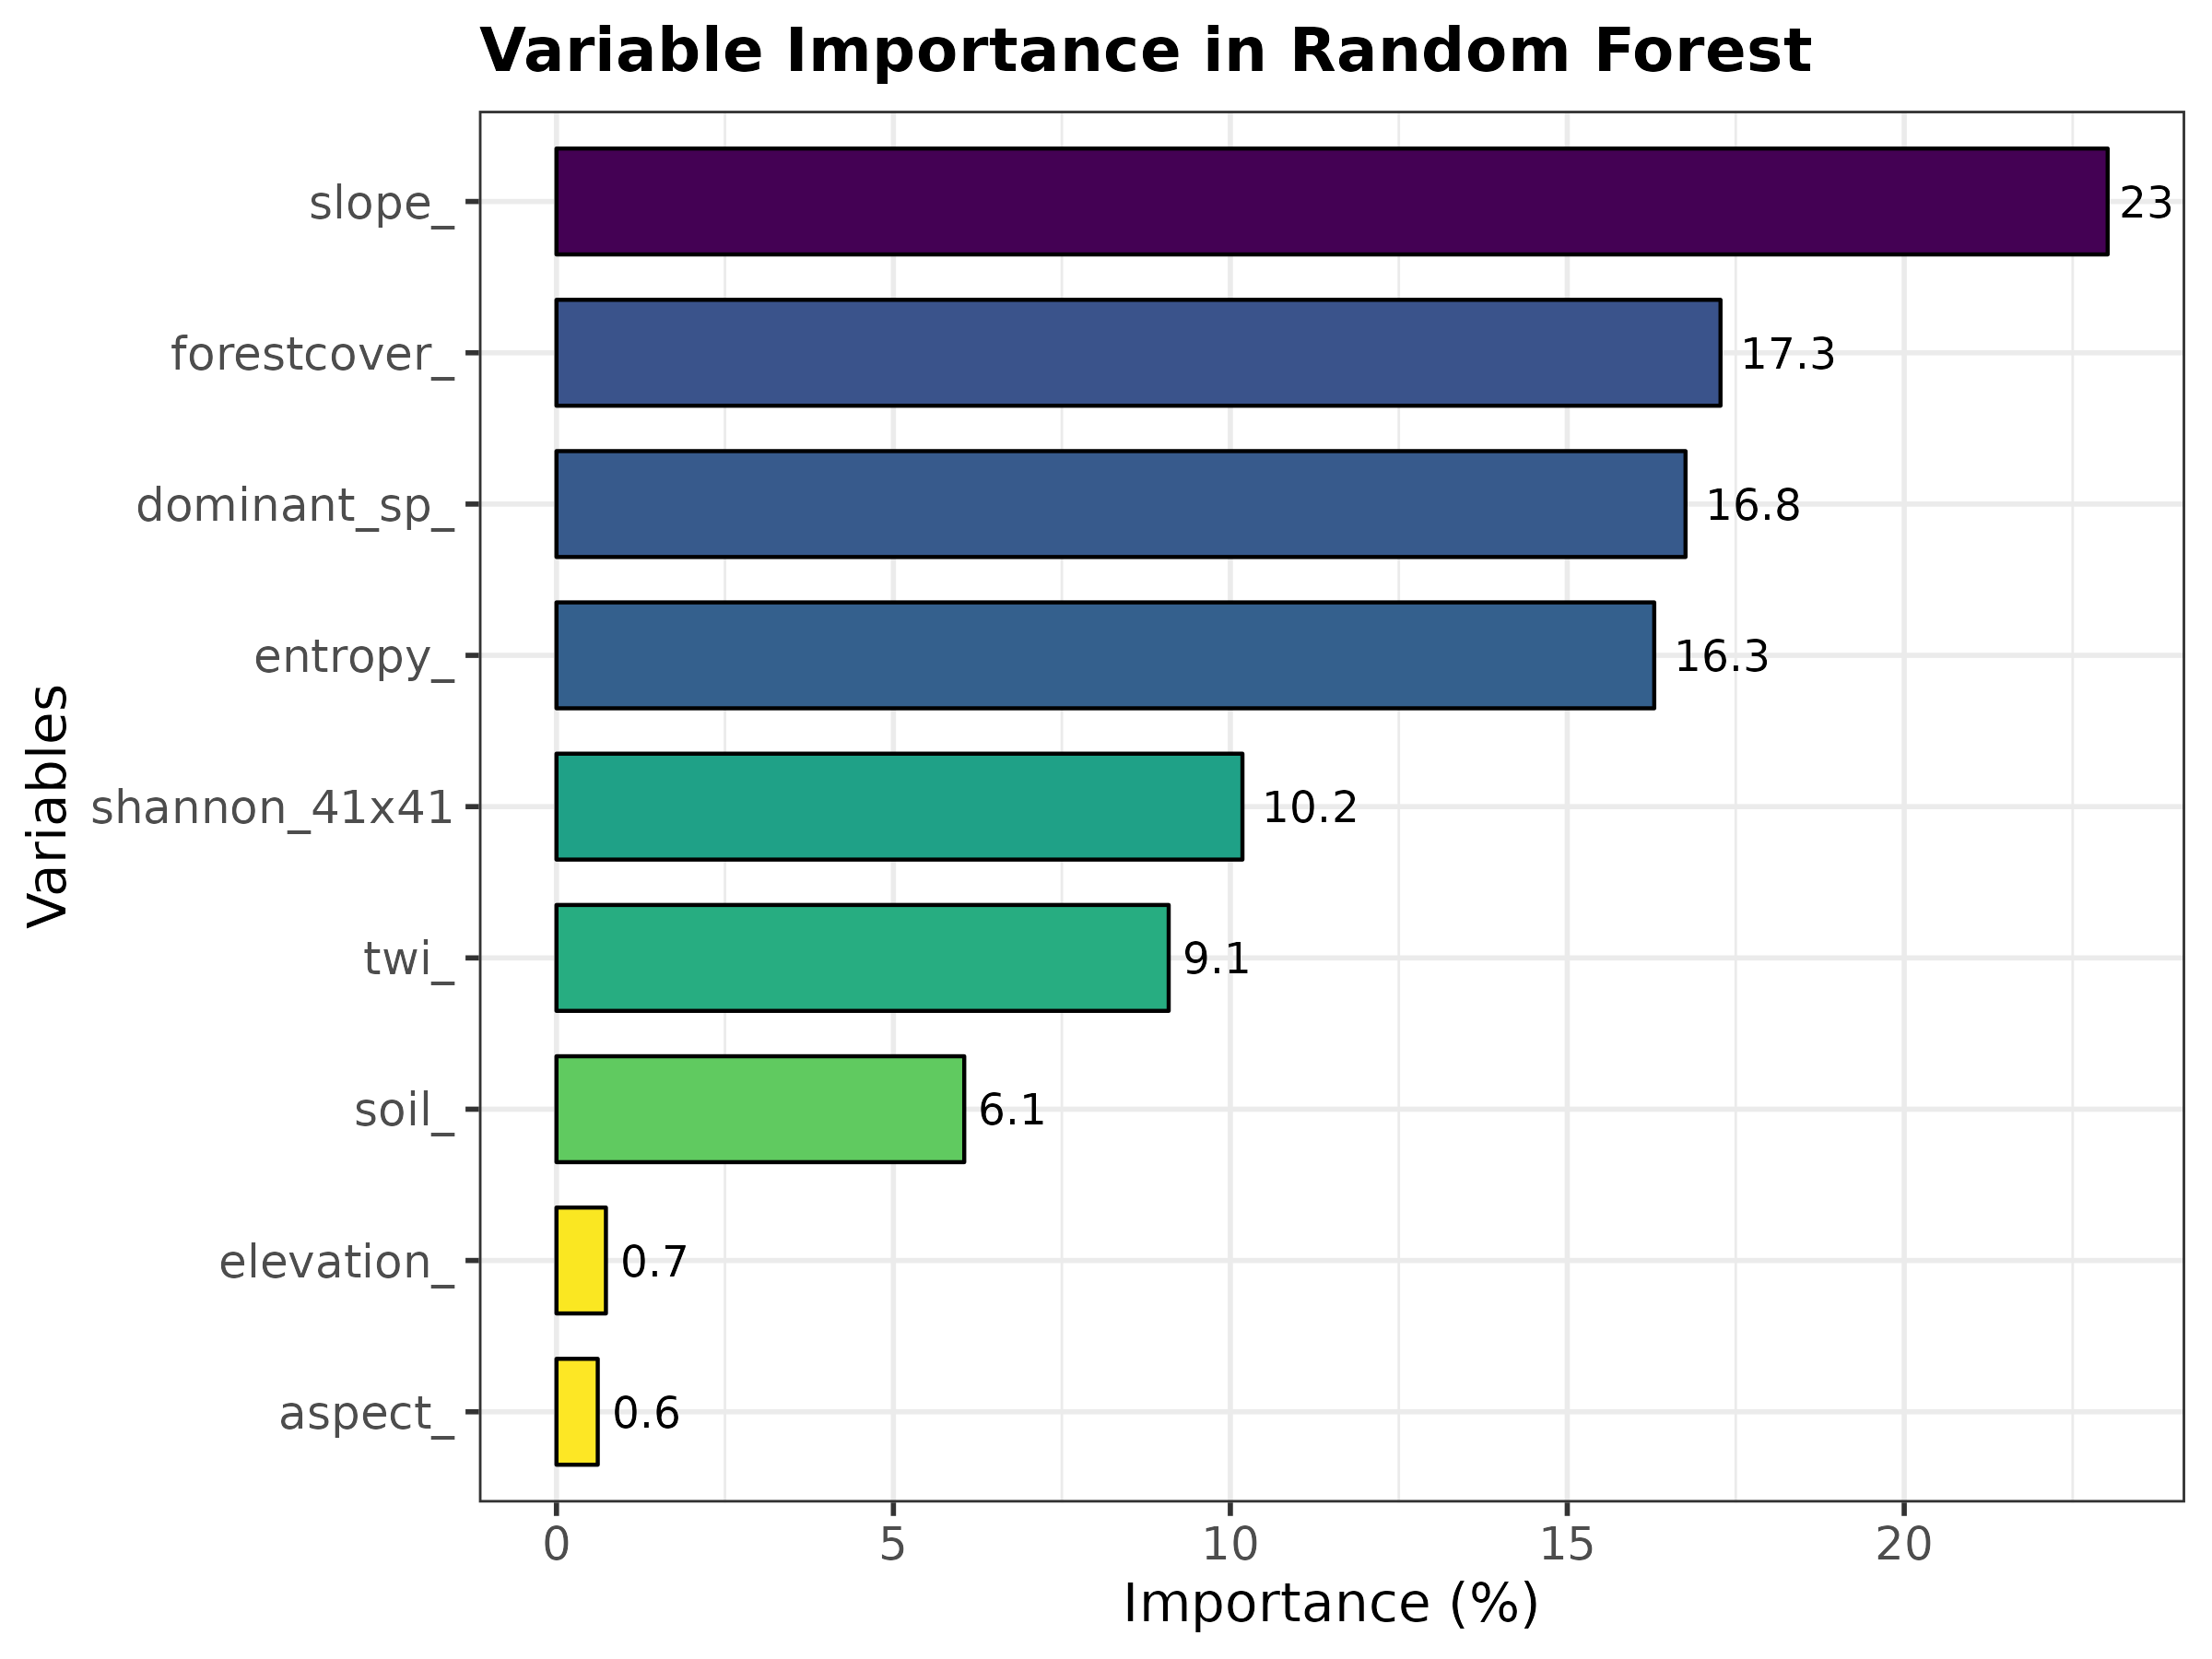 Variable Importance in Random Forest
Variables
slope_ 23
forestcover_ 17.3
dominant_sp_ 16.8
entropy_ 16.3
shannon_41x41 10.2
twi_ 9.1
soil_ 6.1
elevation_ 0.7
aspect_ 0.6
0 5 10 15 20
Importance (%)